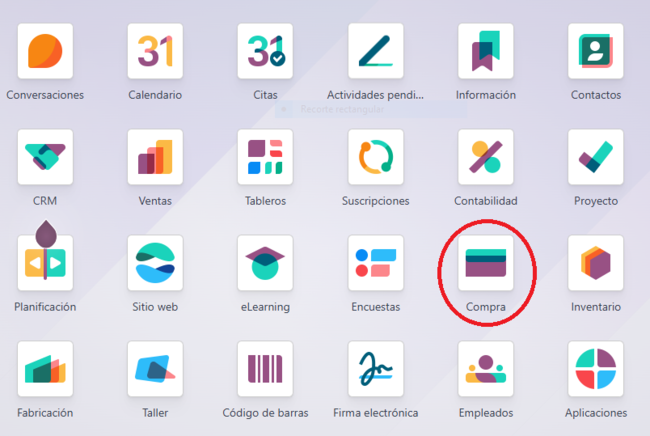 31 31
Conversaciones Calendario Citas Actividades pendi... Información Contactos
Recorte rectangular
CRM Ventas Tableros Suscripciones Contabilidad Proyecto
Planificación Sitio web eLearning Encuestas Compra Inventario
Fabricación Taller Código de barras Firma electrónica Empleados Aplicaciones